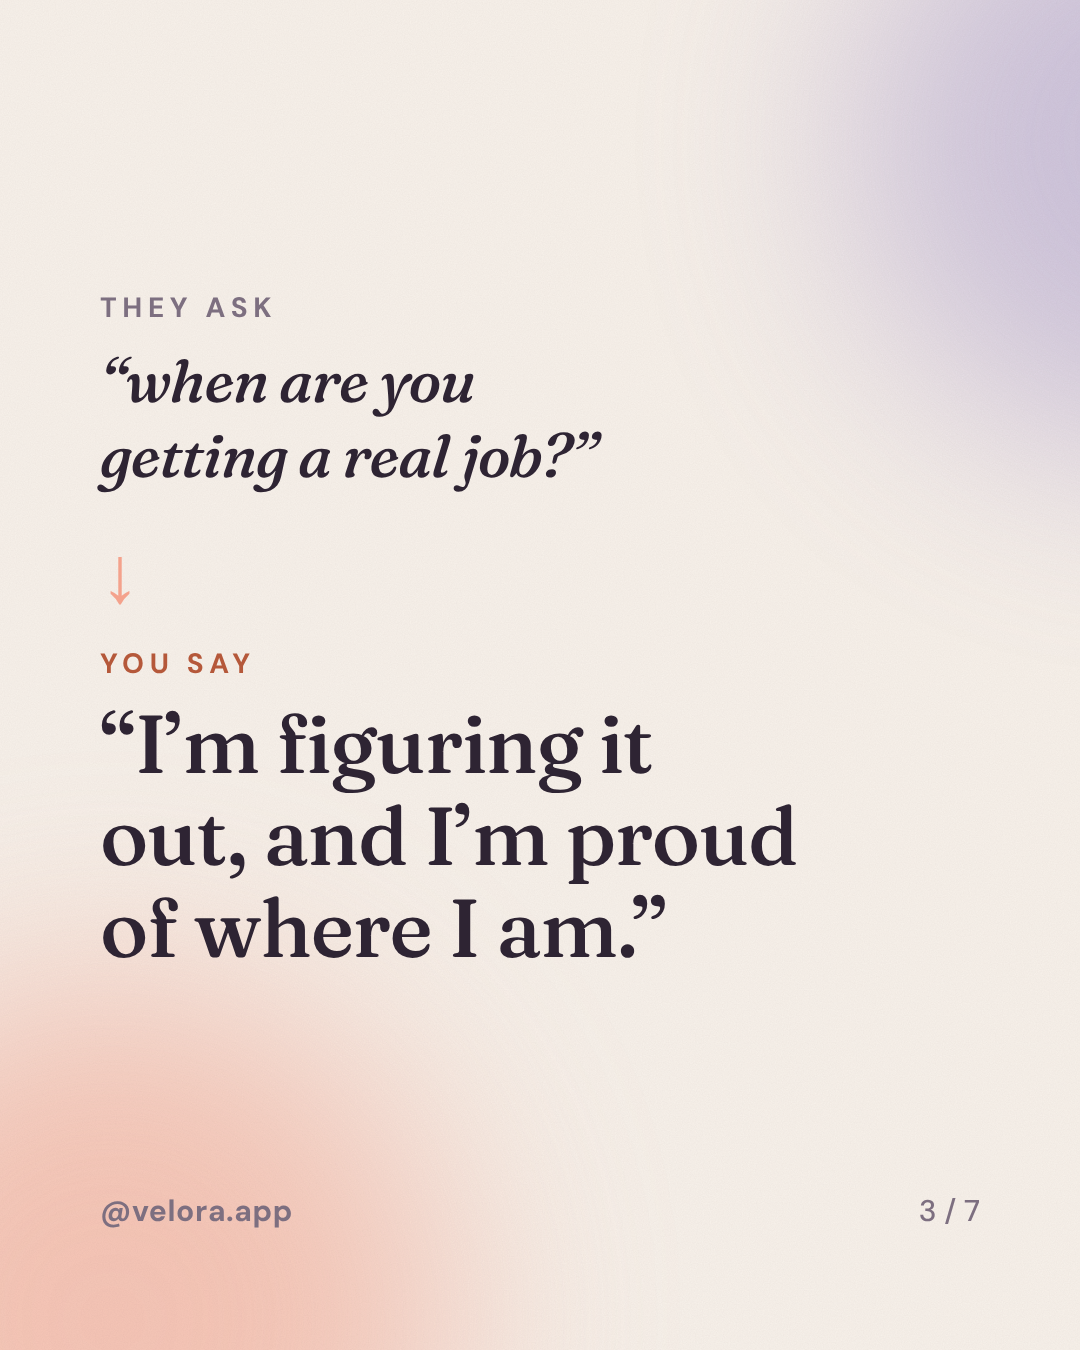 THEY ASK
“when are you
getting a real job?”
↓
YOU SAY
“I’m figuring it
out, and I’m proud
of where I am.”
@velora.app
3 / 7